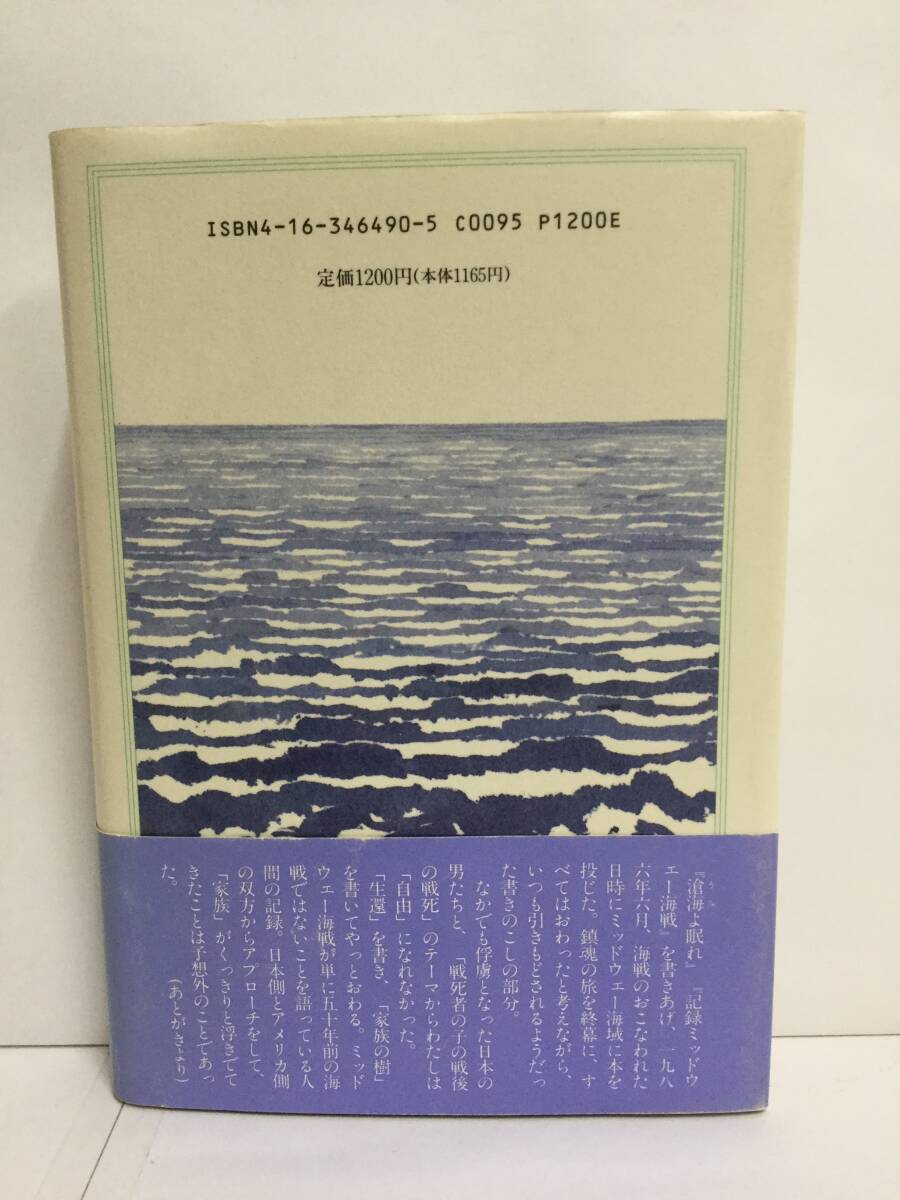 ISBN4-16-346490-5 C0095 P1200E
定価1200円(本体1165円)
『滄海よ眠れ』『記録ミッドウ
ェー海戦』を書きあげ、一九八
六年六月、海戦のおこなわれた
日時にミッドウェー海域に本を
投じた。鎮魂の旅を終幕に、す
べてはおわったと考えながら、
いつも引きもどされるようだっ
た書きのこしの部分。
なかでも俘虜となった日本の
男たちと、「戦死者の子の戦後
の戦死」のテーマからわたしは
「自由」になれなかった。
「生還」を書き、「家族の樹」
を書いてやっとおわる。ミッド
ウェー海戦が単に五十年前の海
戦ではないことを語っている人
間の記録。日本側とアメリカ側
の双方からアプローチをして、
「家族」がくっきりと浮きでて
きたことは予想外のことであっ
た。
(あとがきより)